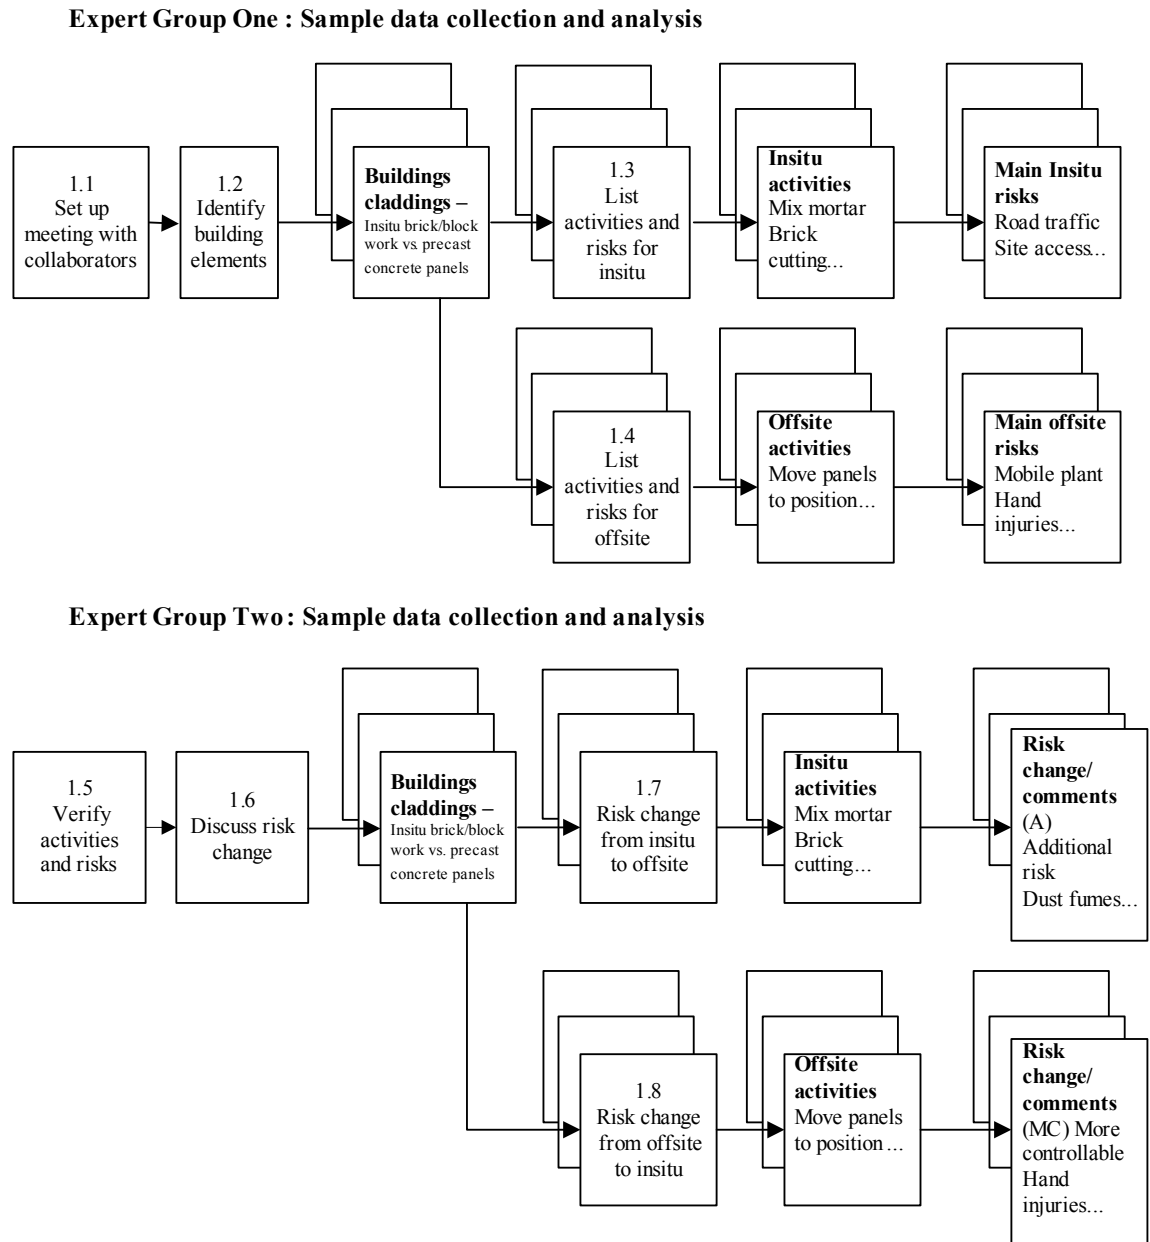 Expert Group One : Sample data collection and analysis
1.1
Set up
meeting with
collaborators
1.2
Identify
building
elements
Buildings
claddings –
Insitu brick/block
work vs. precast
concrete panels
1.3
List
activities and
risks for
insitu
Insitu
activities
Mix mortar
Brick
cutting...
Main Insitu
risks
Road traffic
Site access...
1.4
List
activities and
risks for
offsite
Offsite
activities
Move panels
to position...
Main offsite
risks
Mobile plant
Hand
injuries...
Expert Group Two : Sample data collection and analysis
1.5
Verify
activities
and risks
1.6
Discuss risk
change
Buildings
claddings –
Insitu brick/block
work vs. precast
concrete panels
1.7
Risk change
from insitu
to offsite
Insitu
activities
Mix mortar
Brick
cutting...
Risk
change/
comments
(A)
Additional
risk
Dust fumes...
1.8
Risk change
from offsite
to insitu
Offsite
activities
Move panels
to position ...
Risk
change/
comments
(MC) More
controllable
Hand
injuries...